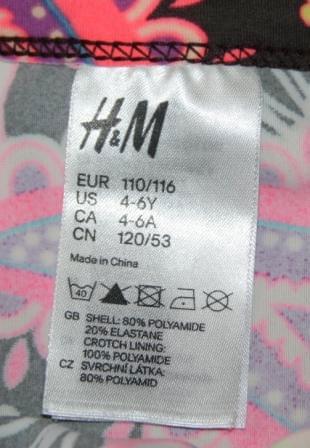 H&M
EUR 110/116
US 4-6Y
CA 4-6A
CN 120/53
Made in China
40
GB SHELL: 80% POLYAMIDE
20% ELASTANE
CROTCH LINING:
100% POLYAMIDE
CZ SVRCHNÍ LÁTKA:
80% POLYAMID